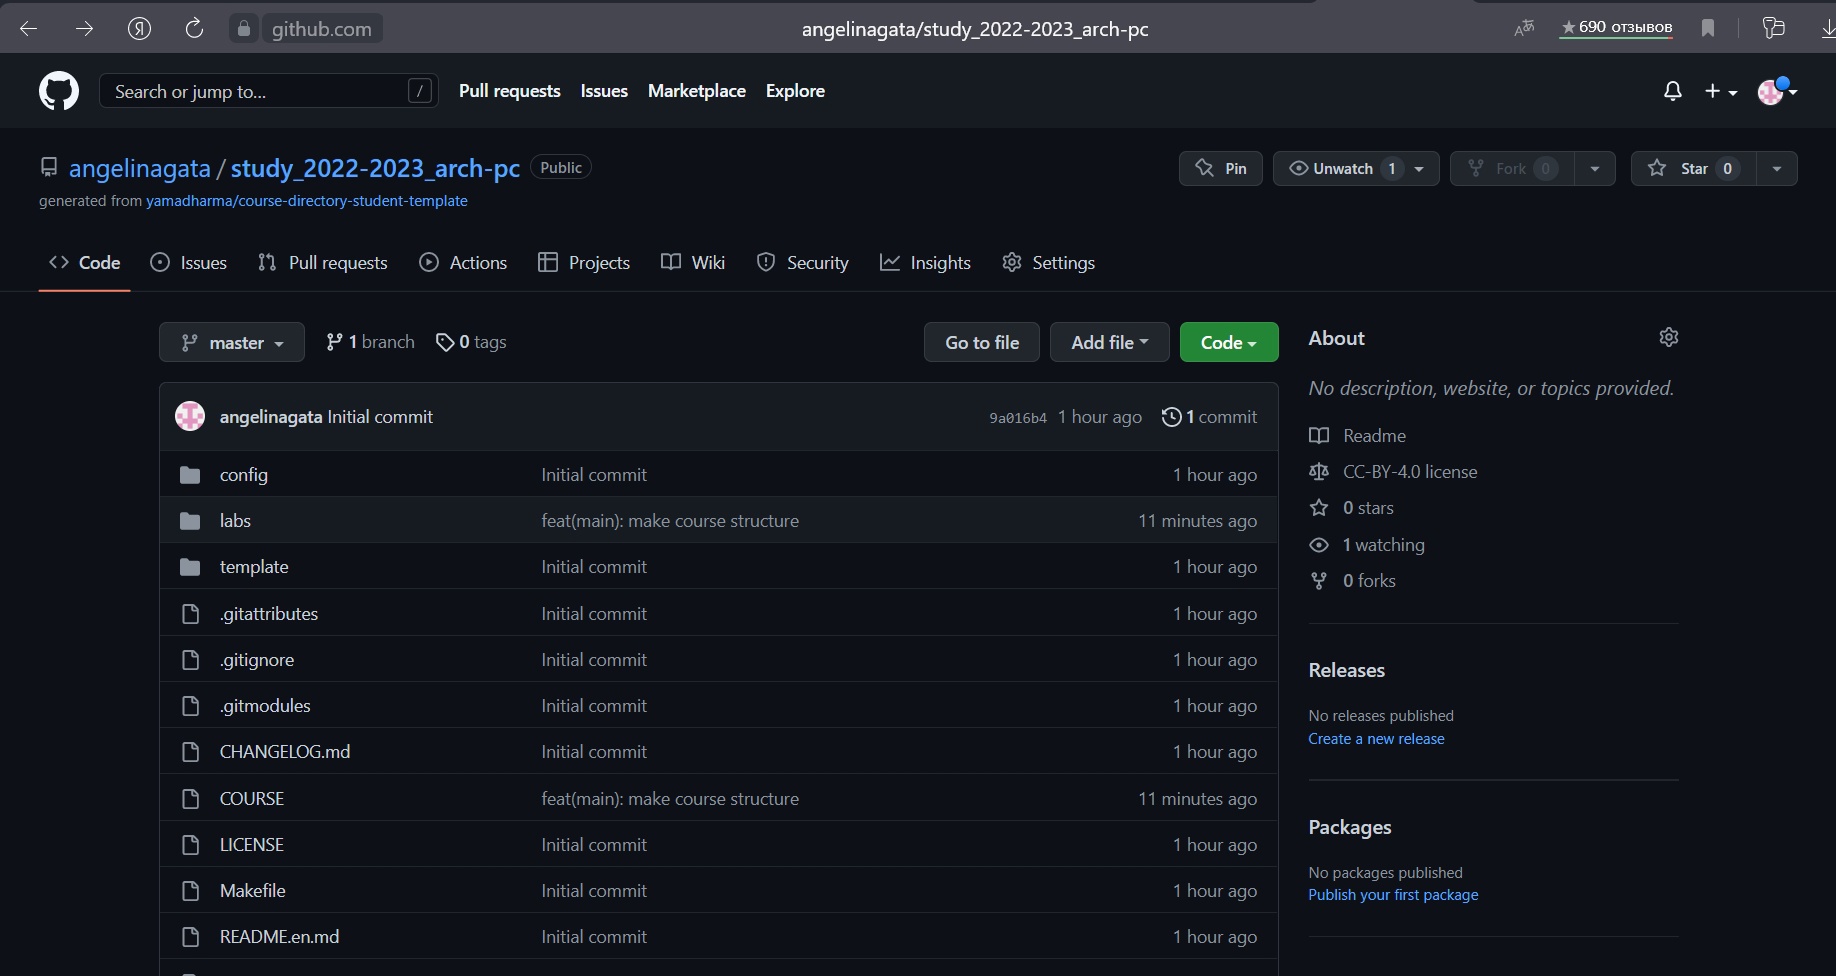 github.com
angelinagata/study_2022-2023_arch-pc
★690 отзывов
Search or jump to...
/
Pull requests
Issues
Marketplace
Explore
angelinagata / study_2022-2023_arch-pc
Public
generated from yamadharma/course-directory-student-template
Pin
Unwatch 1
Fork 0
Star 0
Code
Issues
Pull requests
Actions
Projects
Wiki
Security
Insights
Settings
master
1 branch
0 tags
Go to file
Add file
Code
angelinagata Initial commit
9a016b4 1 hour ago
1 commit
config Initial commit 1 hour ago
labs feat(main): make course structure 11 minutes ago
template Initial commit 1 hour ago
.gitattributes Initial commit 1 hour ago
.gitignore Initial commit 1 hour ago
.gitmodules Initial commit 1 hour ago
CHANGELOG.md Initial commit 1 hour ago
COURSE feat(main): make course structure 11 minutes ago
LICENSE Initial commit 1 hour ago
Makefile Initial commit 1 hour ago
README.en.md Initial commit 1 hour ago
About
No description, website, or topics provided.
Readme
CC-BY-4.0 license
0 stars
1 watching
0 forks
Releases
No releases published
Create a new release
Packages
No packages published
Publish your first package